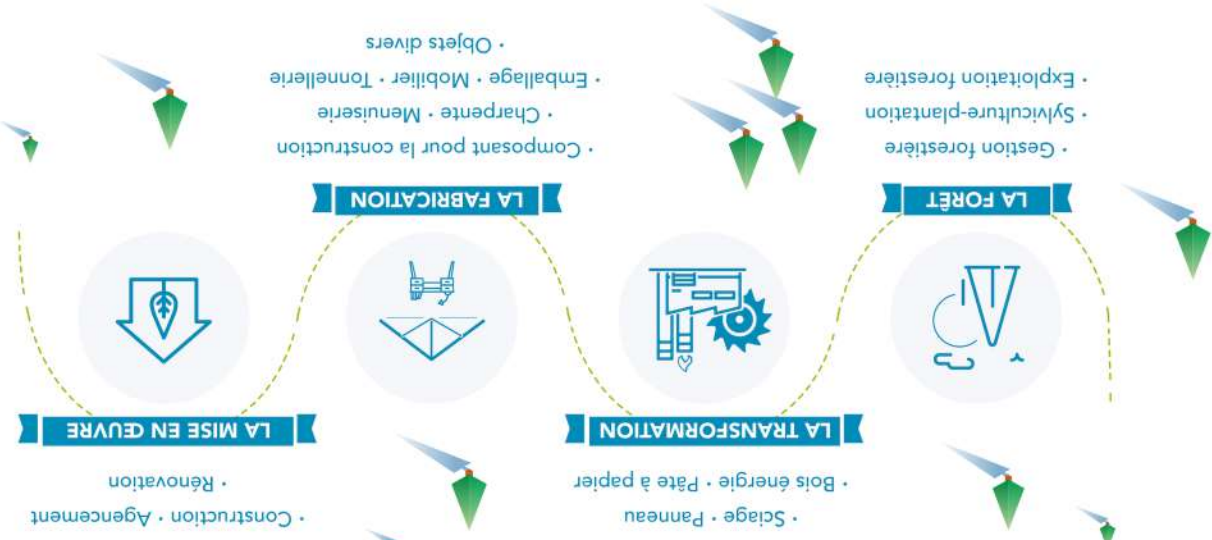 LA FORÊT
• Gestion forestière
• Sylviculture-plantation
• Exploitation forestière
• Sciage • Panneau
• Bois énergie • Pâte à papier
LA TRANSFORMATION
LA FABRICATION
• Composant pour la construction
• Charpente • Menuiserie
• Emballage • Mobilier • Tonnellerie
• Objets divers
• Construction • Agencement
• Rénovation
LA MISE EN ŒUVRE